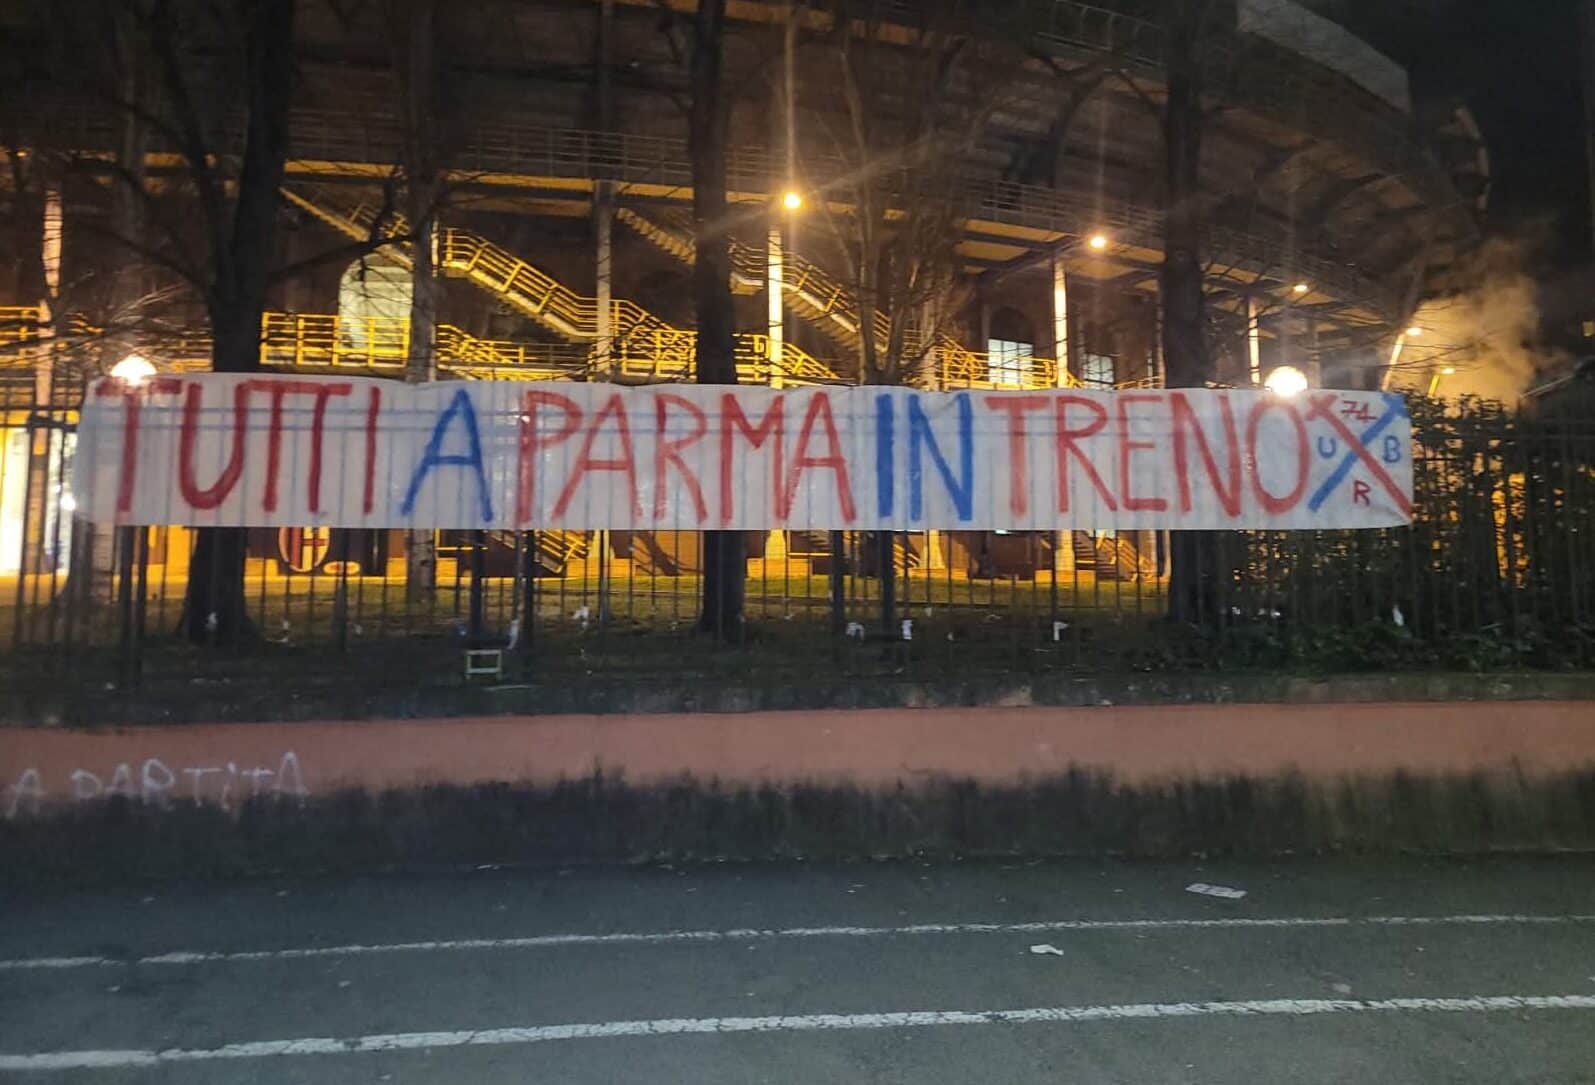 TUTTI A PARMA IN TRENO
74
U B
R
A PARTITA